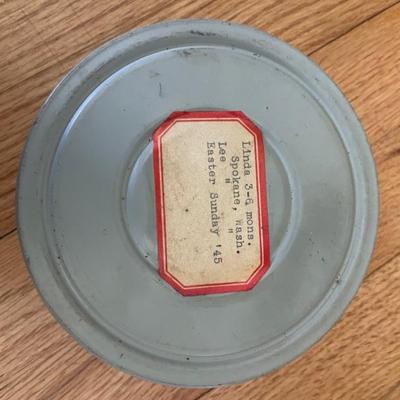 Linda 3-6 mons.
Spokane, Wash.
Lee " "
Easter Sunday '45